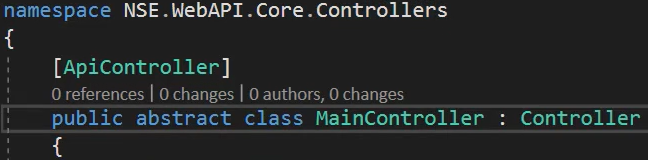 namespace NSE.WebAPI.Core.Controllers
{
[ApiController]
0 references | 0 changes | 0 authors, 0 changes
public abstract class MainController : Controller
{